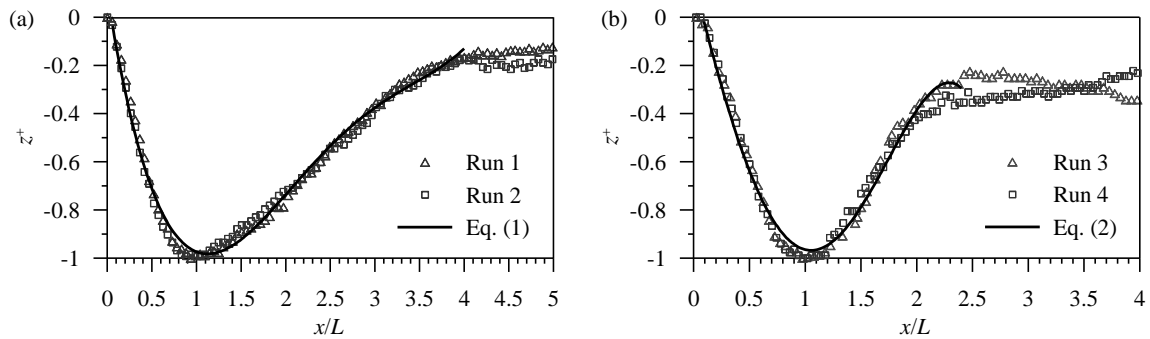 (a)
0
-0.2
-0.4
-0.6
-0.8
-1
z⁺
0 0.5 1 1.5 2 2.5 3 3.5 4 4.5 5
x/L
Run 1
Run 2
Eq. (1)
(b)
0
-0.2
-0.4
-0.6
-0.8
-1
z⁺
0 0.5 1 1.5 2 2.5 3 3.5 4
x/L
Run 3
Run 4
Eq. (2)